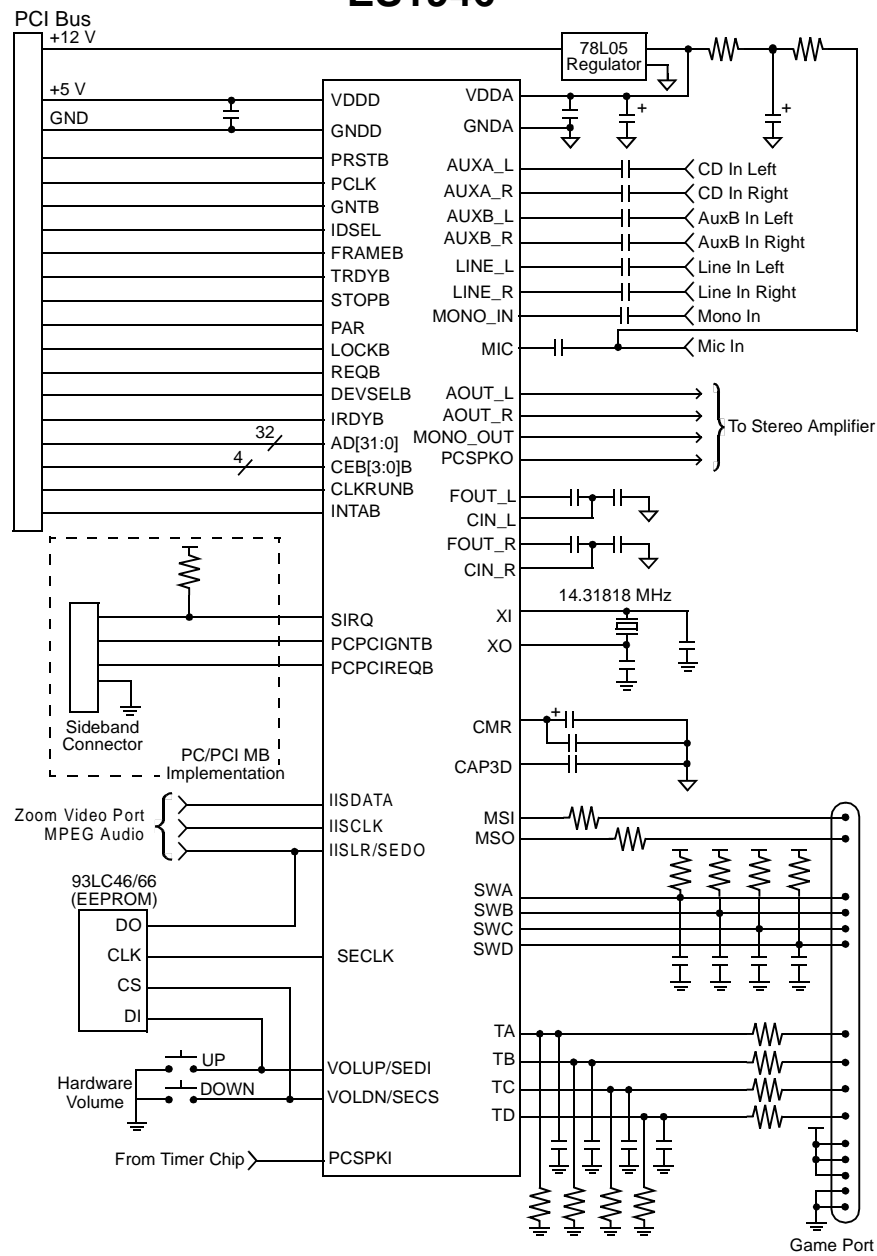 PCI Bus
+12 V
78L05
Regulator
+5 V
GND
VDDD
GNDD
PRSTB
PCLK
GNTB
IDSEL
FRAMEB
TRDYB
STOPB
PAR
LOCKB
REQB
DEVSELB
IRDYB
32
AD[31:0]
4
CEB[3:0]B
CLKRUNB
INTAB
VDDA
+
+
GNDA
AUXA_L
CD In Left
AUXA_R
CD In Right
AUXB_L
AuxB In Left
AUXB_R
AuxB In Right
LINE_L
Line In Left
LINE_R
Line In Right
MONO_IN
Mono In
MIC
Mic In
AOUT_L
AOUT_R
MONO_OUT
PCSPKO
To Stereo Amplifier
FOUT_L
CIN_L
FOUT_R
CIN_R
14.31818 MHz
XI
XO
SIRQ
PCPCIGNTB
PCPCIREQB
Sideband
Connector
PC/PCI MB
Implementation
CMR
+
CAP3D
Zoom Video Port
MPEG Audio
IISDATA
IISCLK
IISLR/SEDO
MSI
MSO
93LC46/66
(EEPROM)
DO
CLK
CS
DI
SECLK
SWA
SWB
SWC
SWD
UP
DOWN
Hardware
Volume
VOLUP/SEDI
VOLDN/SECS
TA
TB
TC
TD
From Timer Chip
PCSPKI
Game Port